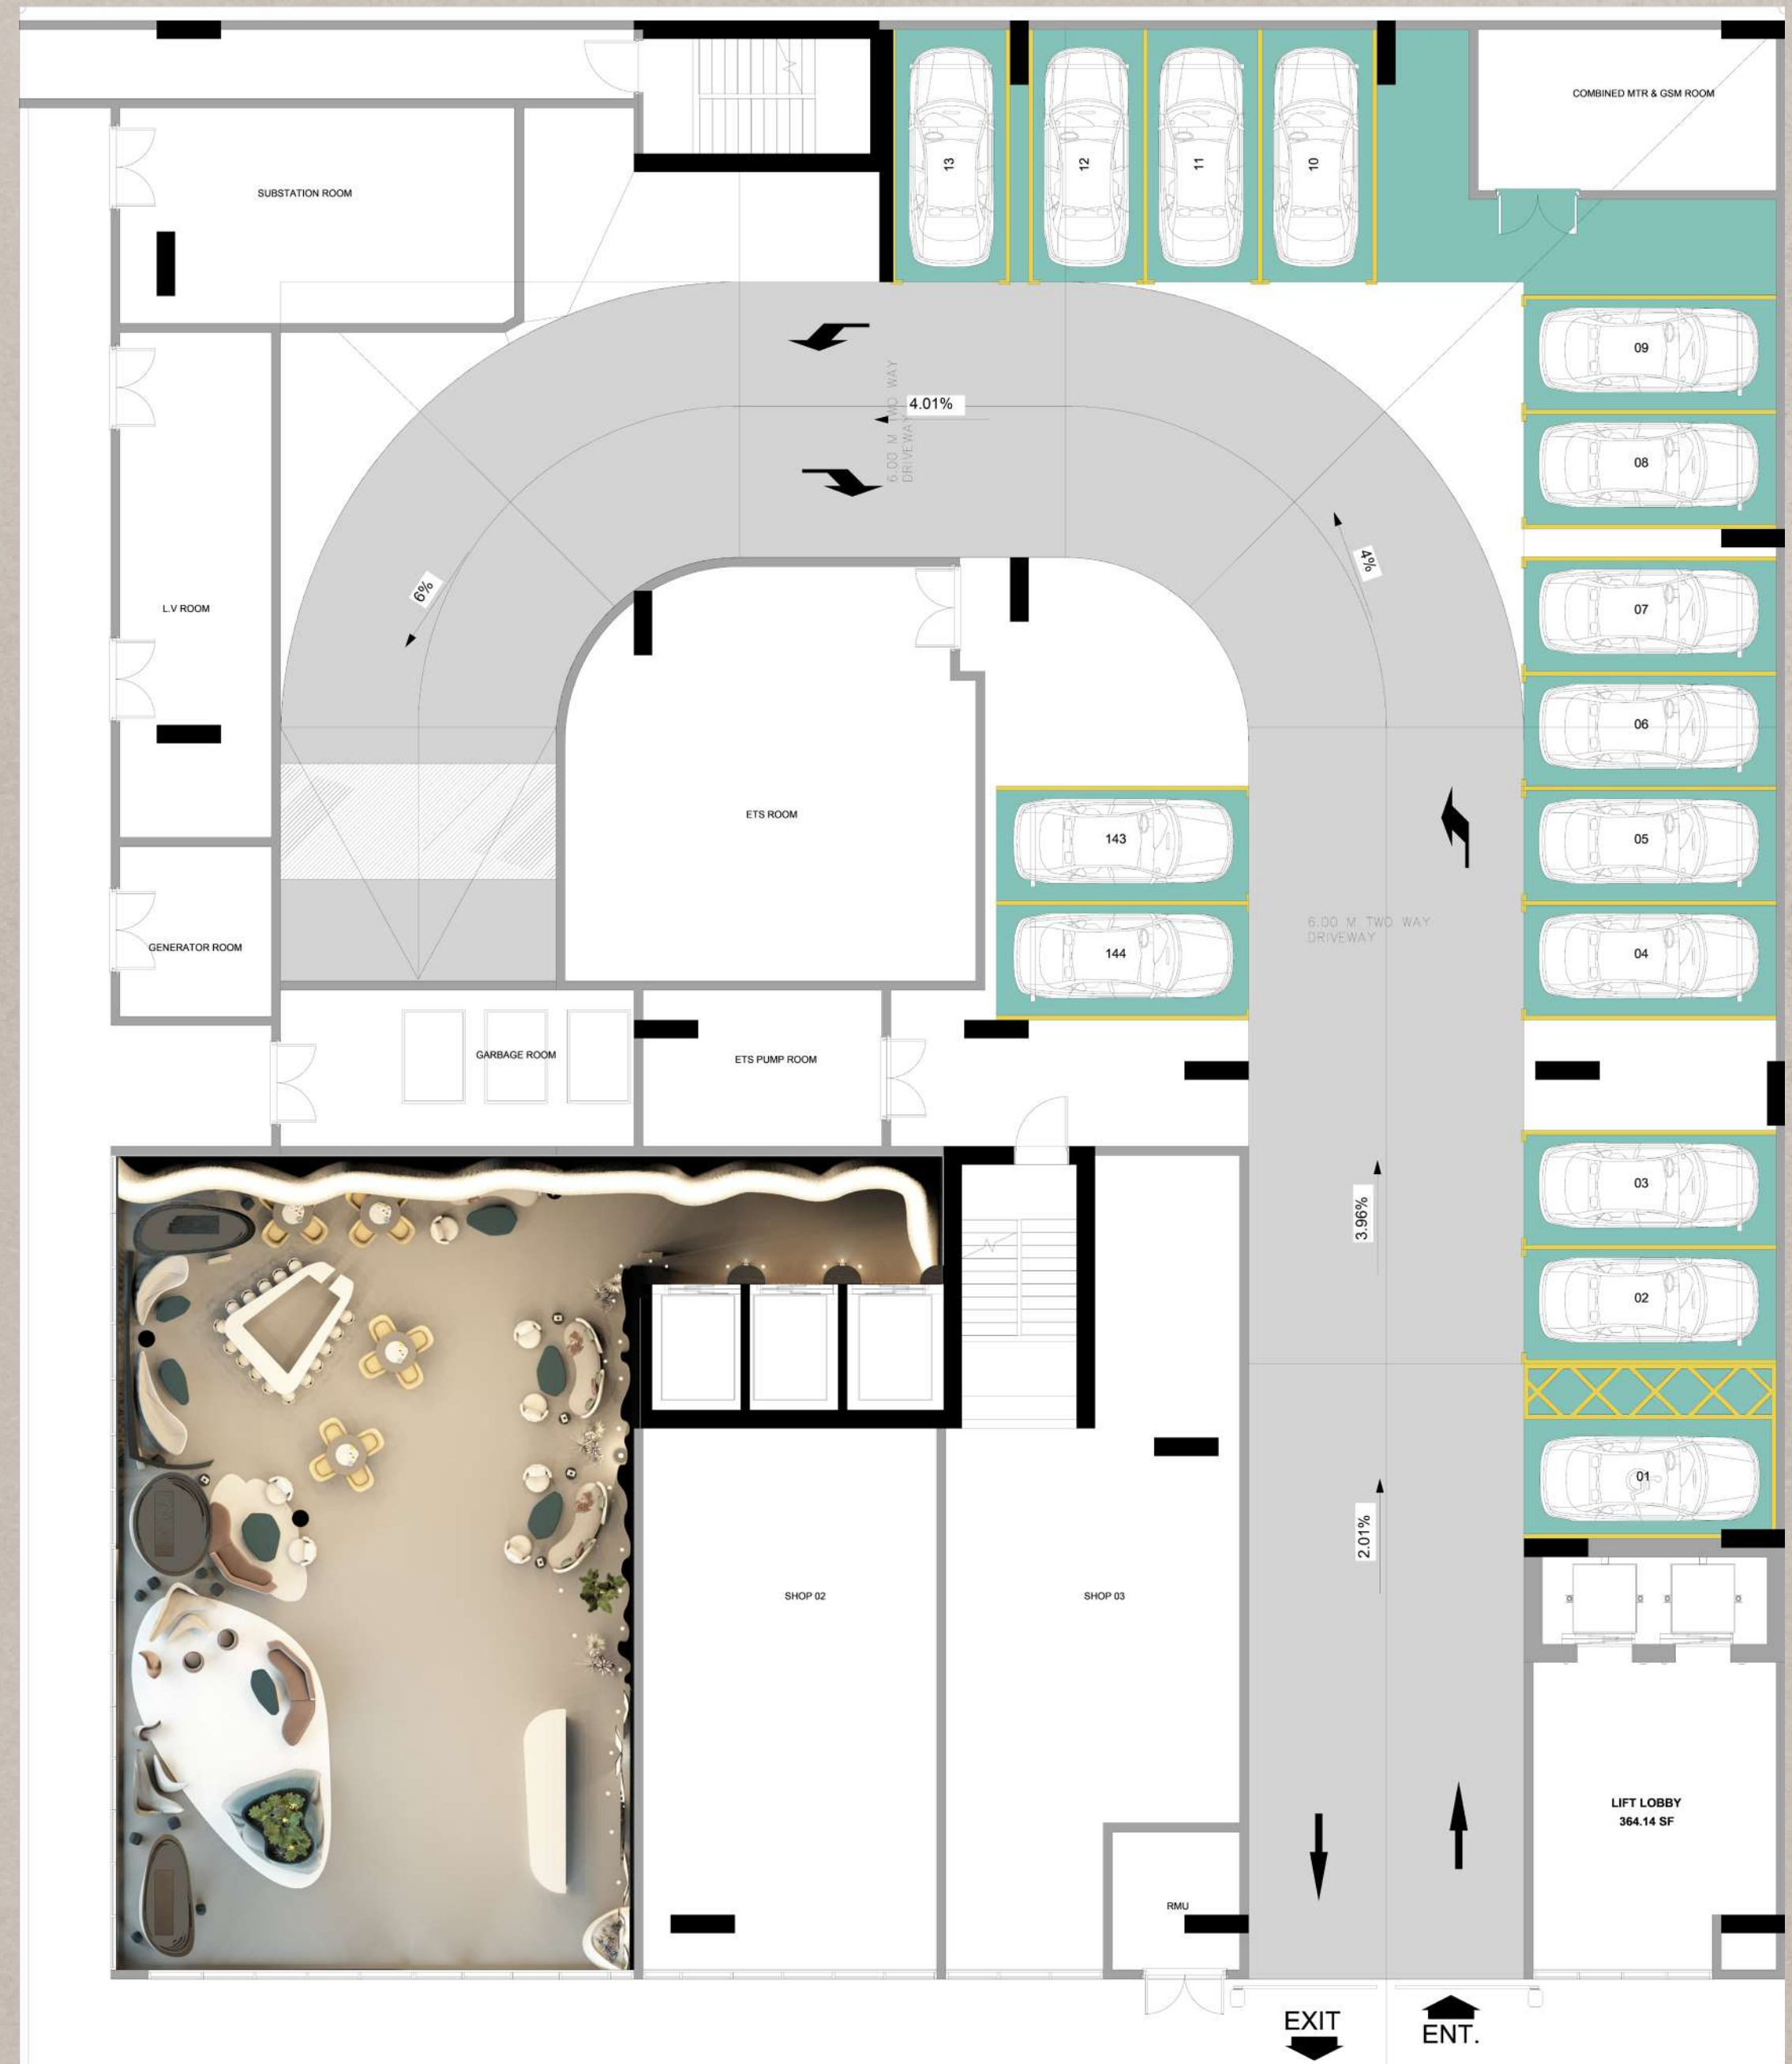 COMBINED MTR & GSM ROOM
13
12
11
10
SUBSTATION ROOM
09
4.01%
6.00 M. TWO WAY
DRIVEWAY
08
4%
6%
L.V ROOM
07
06
ETS ROOM
143
05
6.00 M. TWO WAY
DRIVEWAY
GENERATOR ROOM
144
04
GARBAGE ROOM
ETS PUMP ROOM
03
3.96%
02
01
2.01%
SHOP 02
SHOP 03
LIFT LOBBY
364.14 SF
RMU
EXIT
ENT.